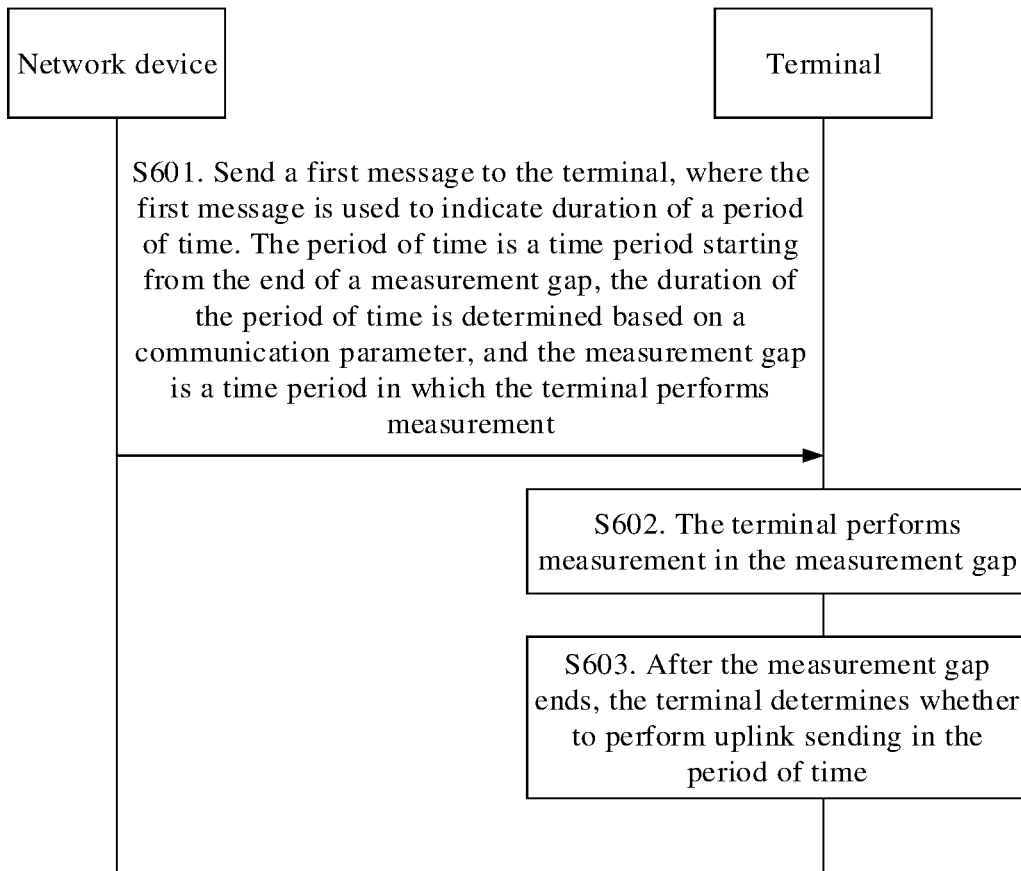 Network device
Terminal
S601. Send a first message to the terminal, where the
first message is used to indicate duration of a period
of time. The period of time is a time period starting
from the end of a measurement gap, the duration of
the period of time is determined based on a
communication parameter, and the measurement gap
is a time period in which the terminal performs
measurement
S602. The terminal performs
measurement in the measurement gap
S603. After the measurement gap
ends, the terminal determines whether
to perform uplink sending in the
period of time